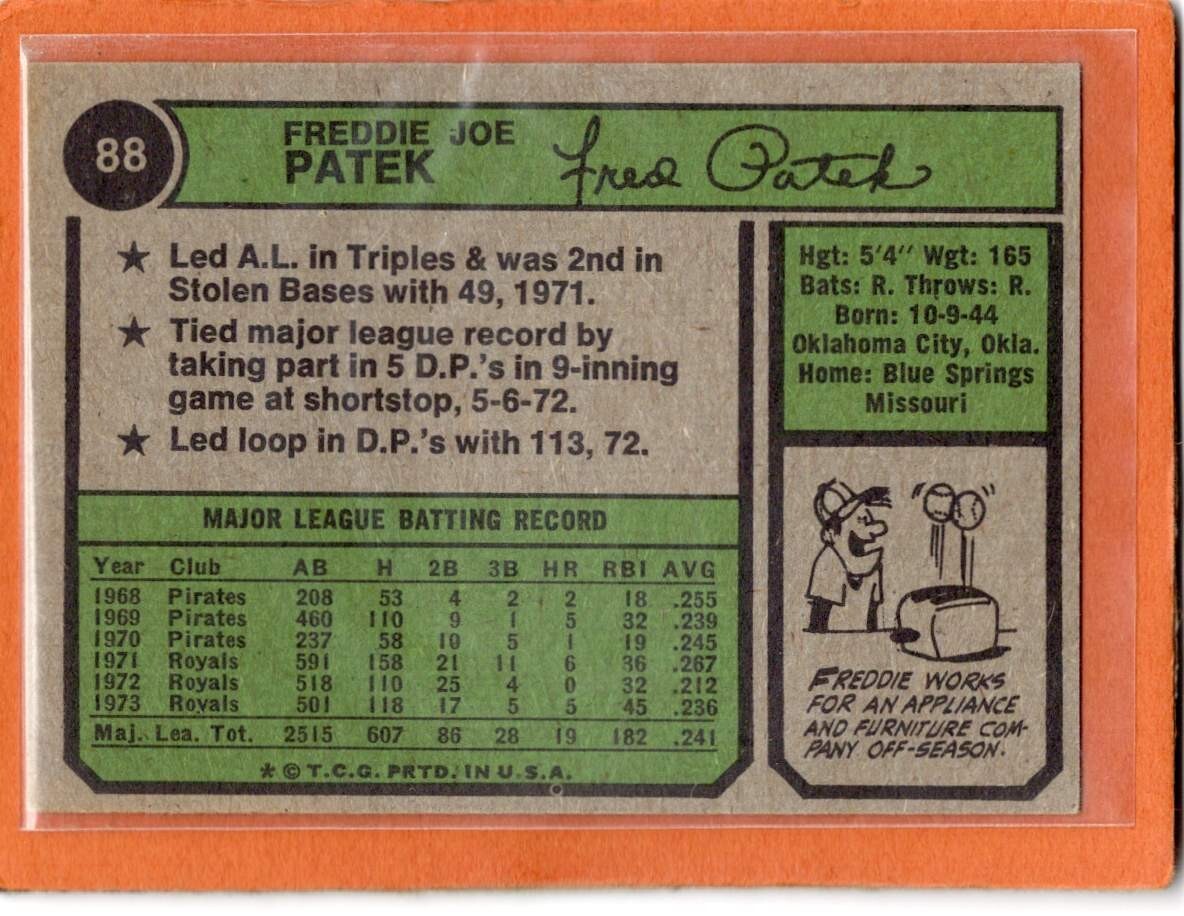 88
FREDDIE JOE
PATEK
Fred Patek
★ Led A.L. in Triples & was 2nd in
Stolen Bases with 49, 1971.
★ Tied major league record by
taking part in 5 D.P.'s in 9-inning
game at shortstop, 5-6-72.
★ Led loop in D.P.'s with 113, 72.
Hgt: 5'4" Wgt: 165
Bats: R. Throws: R.
Born: 10-9-44
Oklahoma City, Okla.
Home: Blue Springs
Missouri
MAJOR LEAGUE BATTING RECORD
Year Club AB H 2B 3B HR RBI AVG
1968 Pirates 208 53 4 2 2 18 .255
1969 Pirates 460 110 9 1 5 32 .239
1970 Pirates 237 58 10 5 1 19 .245
1971 Royals 591 158 21 11 6 36 .267
1972 Royals 518 110 25 4 0 32 .212
1973 Royals 501 118 17 5 5 45 .236
Maj. Lea. Tot. 2515 607 86 28 19 182 .241
* © T.C.G. PRTD. IN U.S.A.
FREDDIE WORKS
FOR AN APPLIANCE
AND FURNITURE COM-
PANY OFF-SEASON.